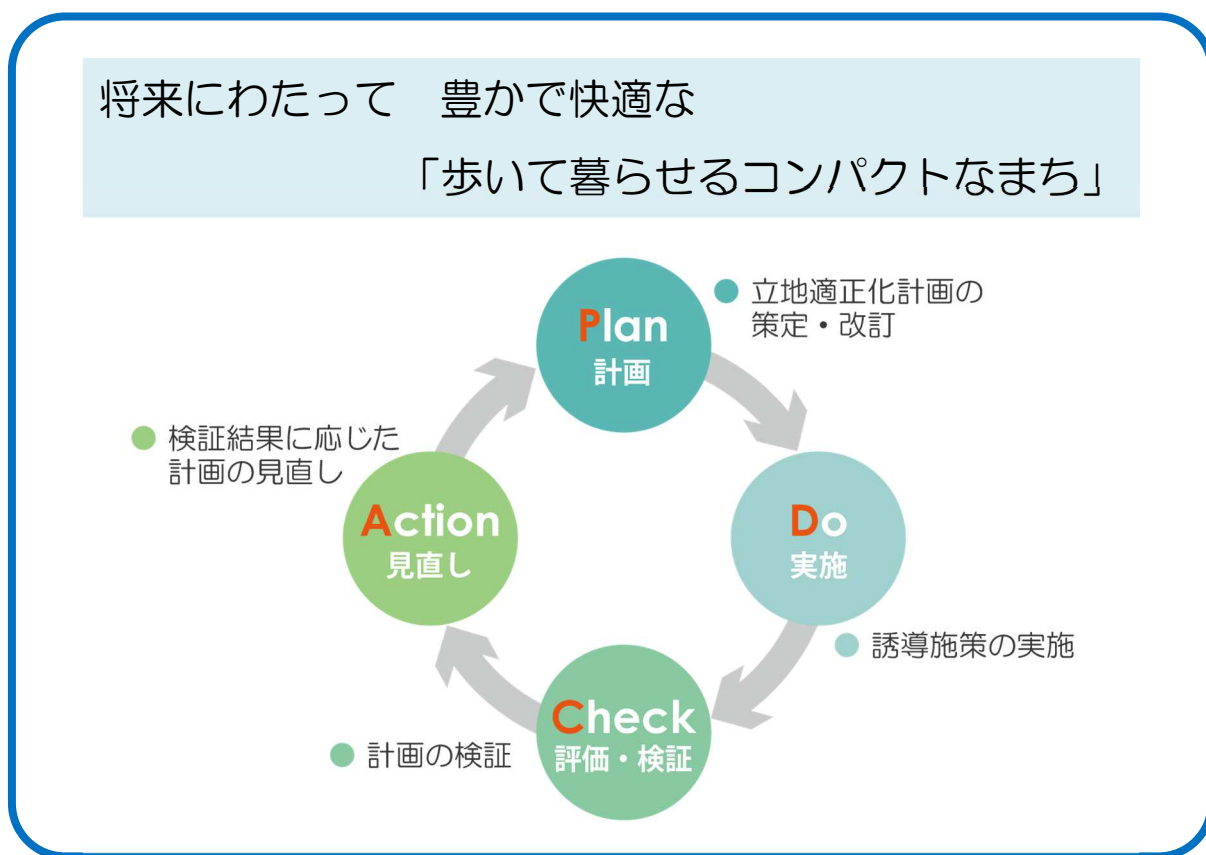 将来にわたって　豊かで快適な
「歩いて暮らせるコンパクトなまち」
Plan
計画
● 立地適正化計画の
策定・改訂
Do
実施
● 誘導施策の実施
Check
評価・検証
● 計画の検証
Action
見直し
● 検証結果に応じた
計画の見直し